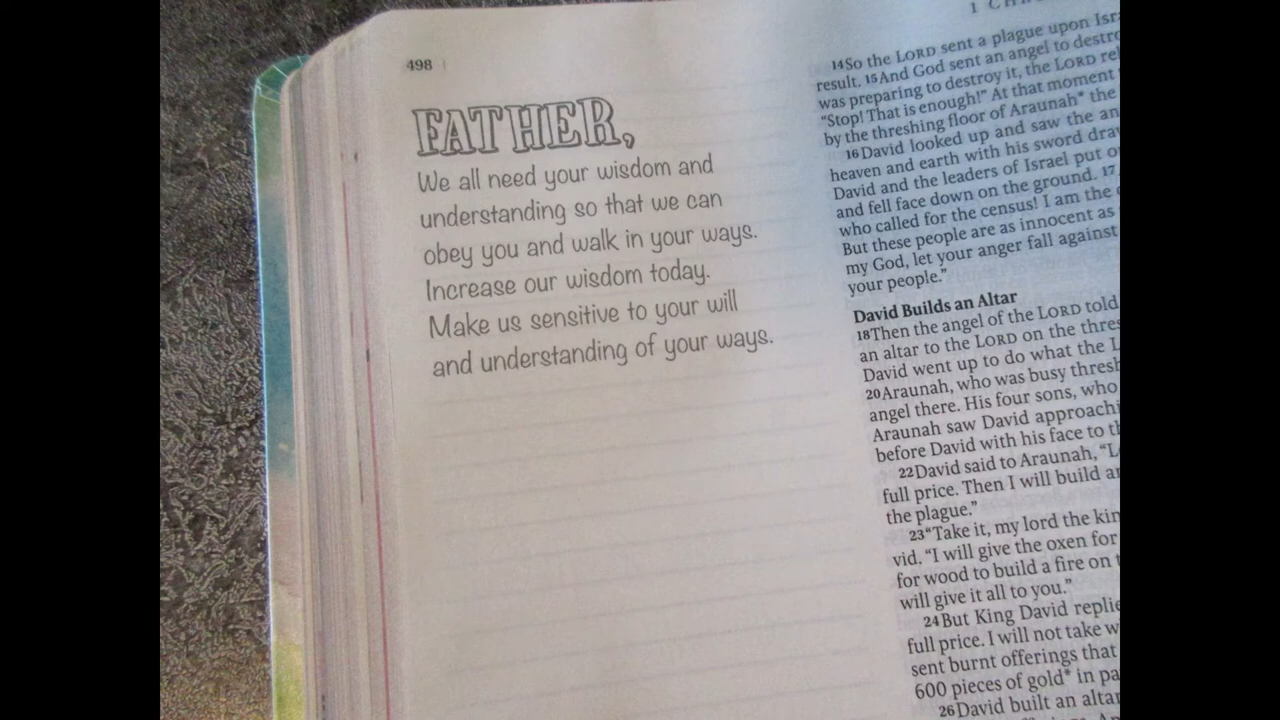 498
FATHER,
We all need your wisdom and
understanding so that we can
obey you and walk in your ways.
Increase our wisdom today.
Make us sensitive to your will
and understanding of your ways.
14So the LORD sent a plague upon
result. 15And God sent an angel to
was preparing to destroy it, the LORD
"Stop! That is enough!" At that moment
by the threshing floor of Araunah* the
16David looked up and saw the
heaven and earth with his sword
David and the leaders of Israel put
and fell face down on the ground. 17
who called for the census! I am the
But these people are as innocent as
my God, let your anger fall against
your people."
David Builds an Altar
18Then the angel of the LORD told
an altar to the LORD on the
David went up to do what the
20Araunah, who was busy
angel there. His four sons, who
Araunah saw David
before David with his face to
22David said to Araunah,
full price. Then I will build
the plague."
23"Take it, my lord the
vid. "I will give the oxen for
for wood to build a fire on
will give it all to you."
24But King David
full price. I will not take
sent burnt offerings that
600 pieces of gold* in
26David built an